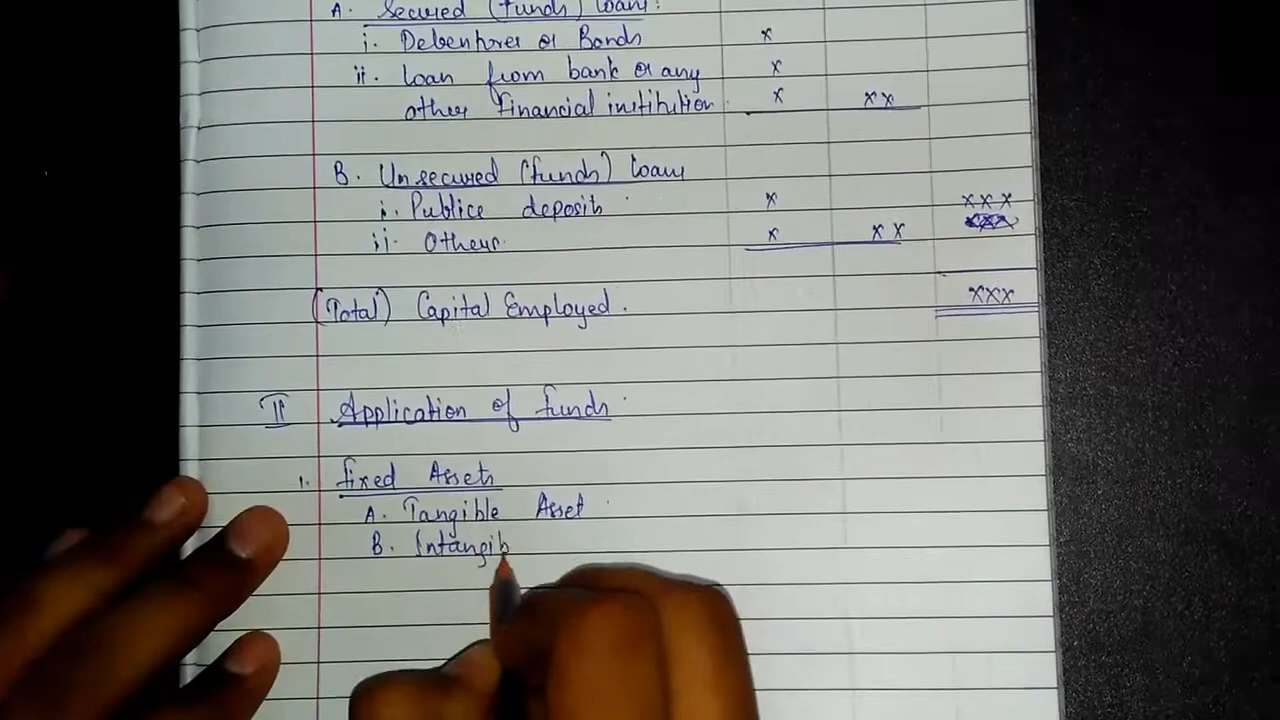 A. Secured (funds) loans:
i. Debentures or Bonds x
ii. Loan from bank or any x
other financial institution. x xx
B. Unsecured (funds) loans
i. Publice deposits x xxx
ii. Others. x xx
(Total) Capital Employed. xxx
II Application of funds
1. fixed Assets
A. Tangible Asset
B. Intangib